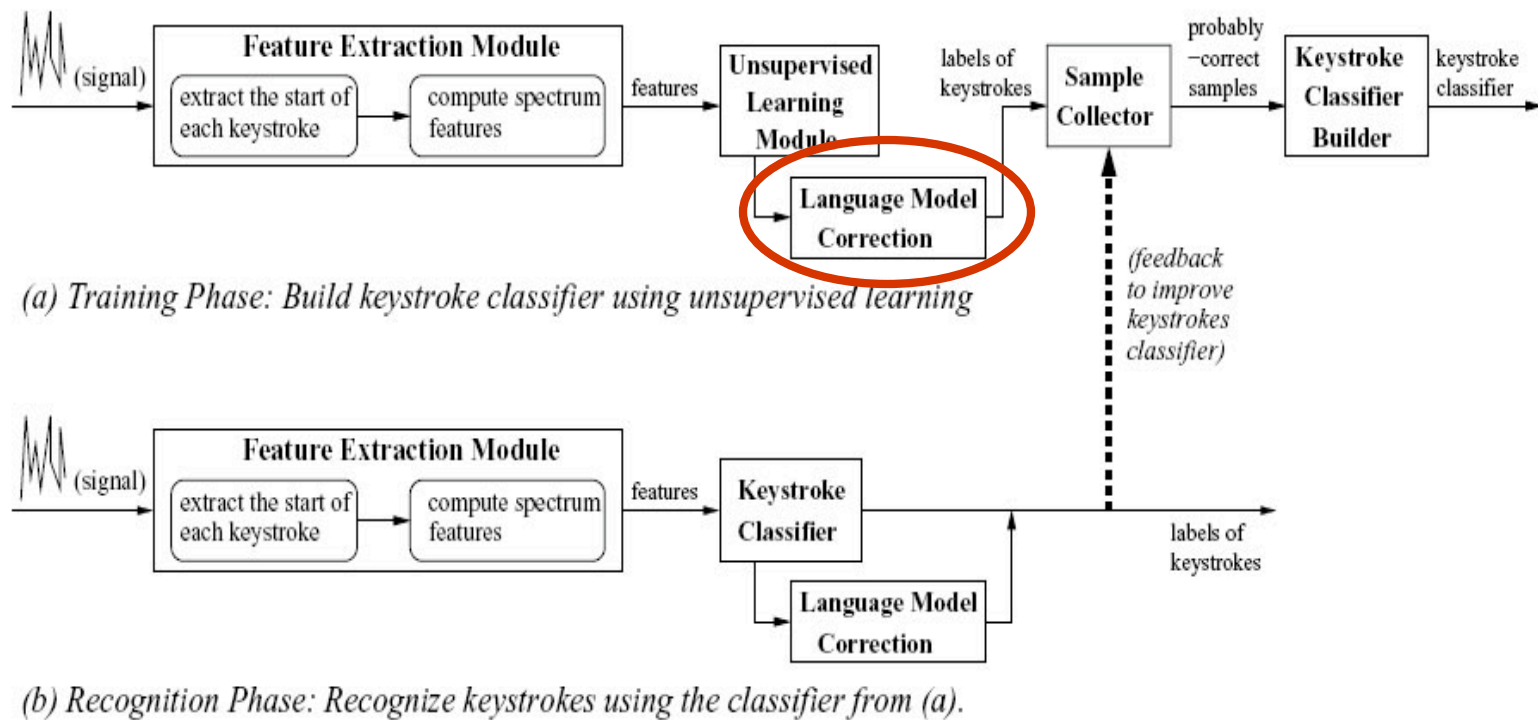 Feature Extraction Module
(signal)
extract the start of
each keystroke
compute spectrum
features
features
Unsupervised
Learning
Module
Language Model
Correction
labels of
keystrokes
Sample
Collector
probably
−correct
samples
Keystroke
Classifier
Builder
keystroke
classifier
(a) Training Phase: Build keystroke classifier using unsupervised learning
(feedback
to improve
keystrokes
classifier)
Feature Extraction Module
(signal)
extract the start of
each keystroke
compute spectrum
features
features
Keystroke
Classifier
Language Model
Correction
labels of
keystrokes
(b) Recognition Phase: Recognize keystrokes using the classifier from (a).